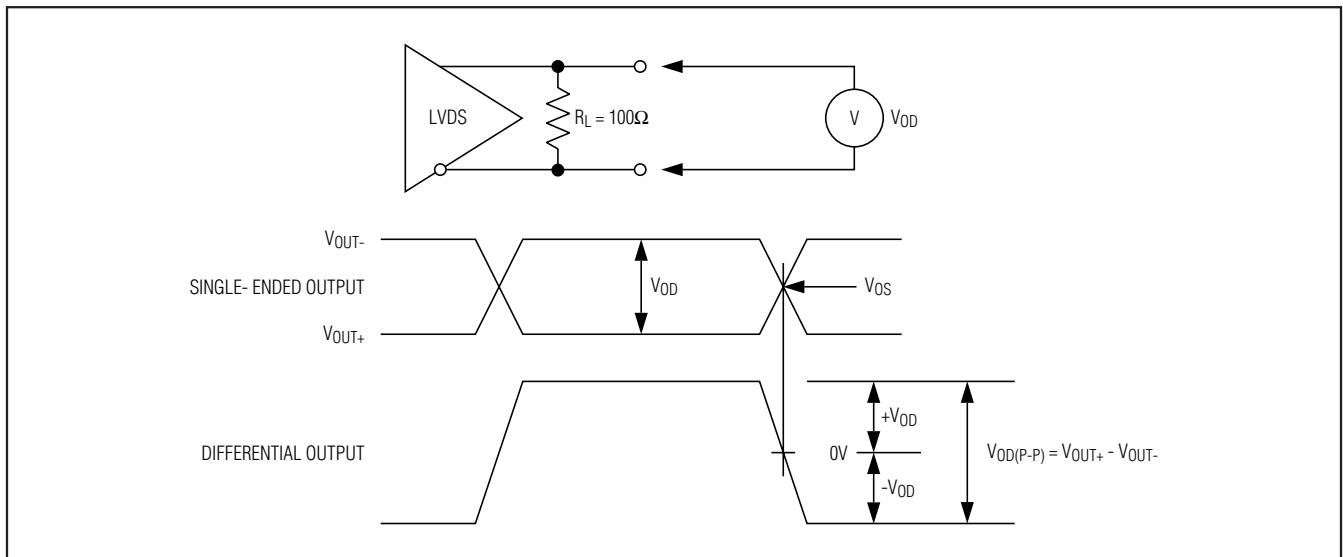 LVDS
R_L = 100Ω
V
V_OD
V_OUT-
SINGLE- ENDED OUTPUT
V_OD
V_OS
V_OUT+
+V_OD
DIFFERENTIAL OUTPUT
0V
V_OD(P-P) = V_OUT+ - V_OUT-
-V_OD